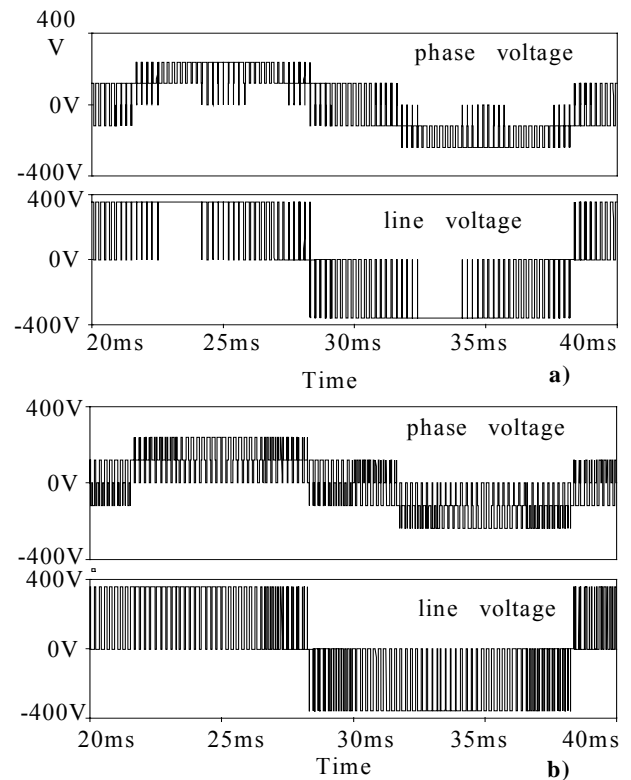 400
V
phase voltage
0V
-400V
400V
line voltage
0V
-400V
20ms 25ms 30ms 35ms 40ms
Time a)
400V
phase voltage
0V
-400V
400V
line voltage
0V
-400V
20ms 25ms 30ms 35ms 40ms
Time b)